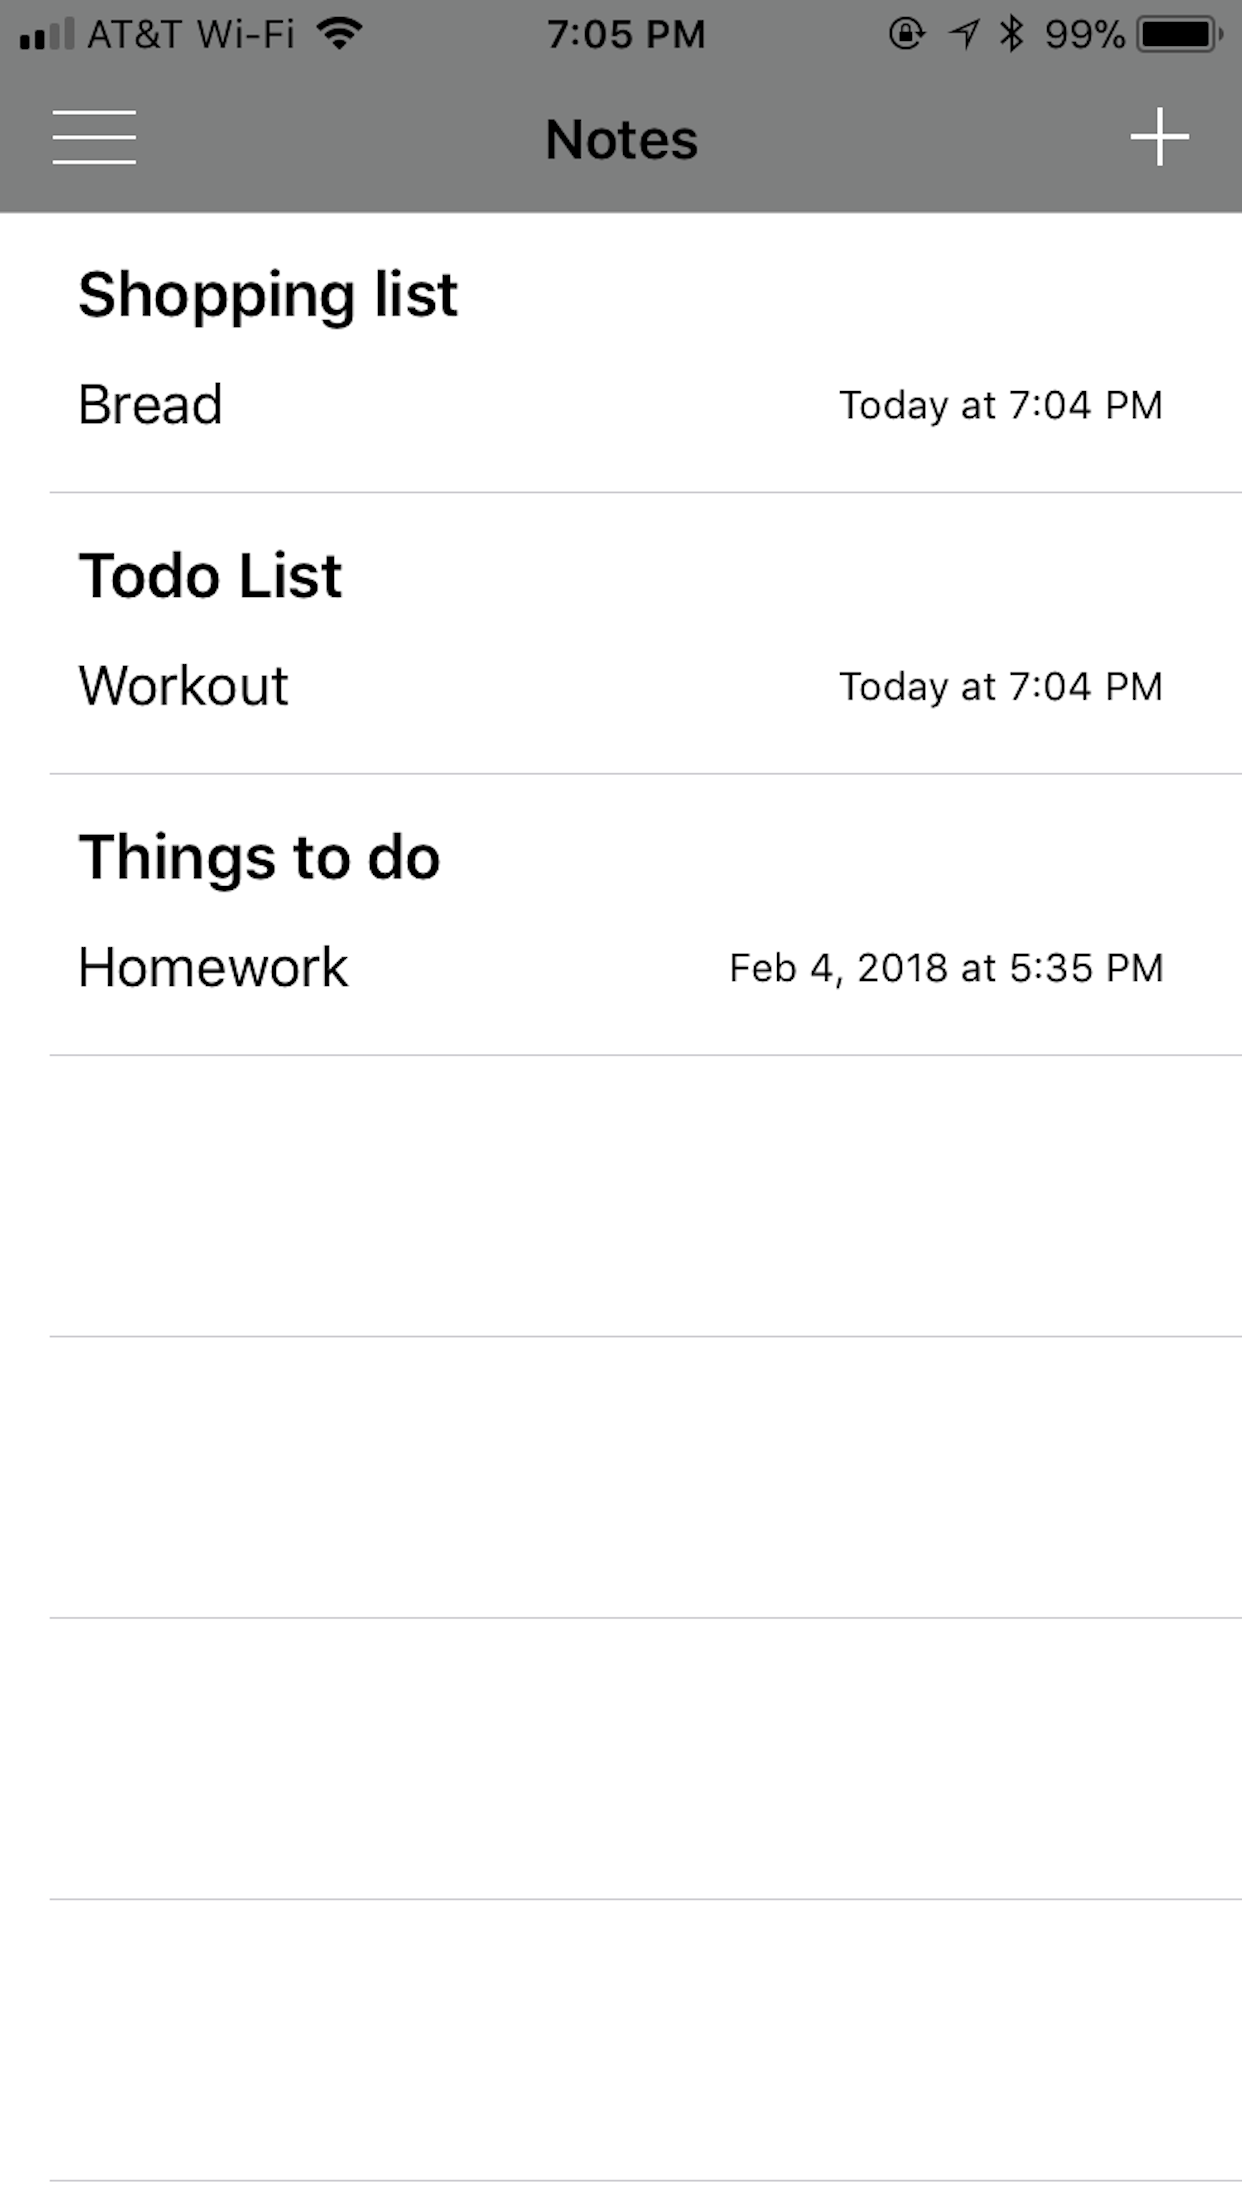 AT&T Wi-Fi 7:05 PM 99%
Notes
Shopping list
Bread Today at 7:04 PM
Todo List
Workout Today at 7:04 PM
Things to do
Homework Feb 4, 2018 at 5:35 PM